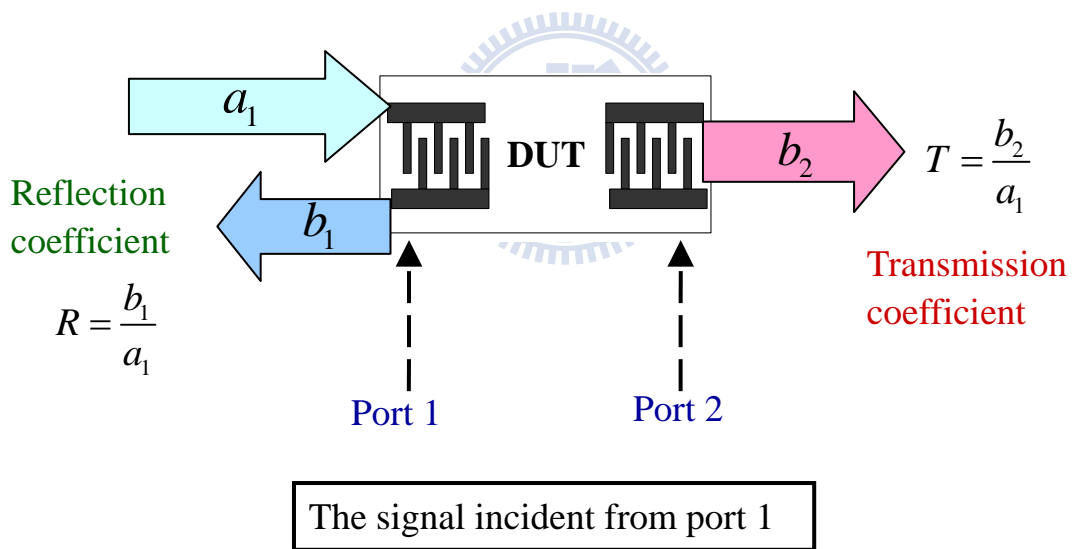 a₁
DUT
b₂
T = b₂/a₁
Reflection
coefficient
b₁
R = b₁/a₁
Transmission
coefficient
Port 1
Port 2
The signal incident from port 1